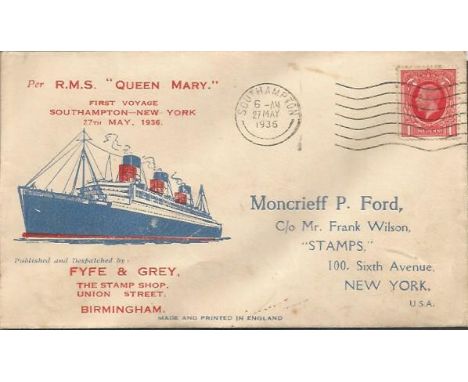 Per R.M.S. "QUEEN MARY."
FIRST VOYAGE
SOUTHAMPTON—NEW YORK
27TH MAY, 1936.
SOUTHAMPTON
6 - AM
27 MAY
1936
Published and Despatched by :
FYFE & GREY,
THE STAMP SHOP,
UNION STREET,
BIRMINGHAM.
MADE AND PRINTED IN ENGLAND
Moncrieff P. Ford,
C/o Mr. Frank Wilson,
"STAMPS,"
100, Sixth Avenue,
NEW YORK.
U.S.A.